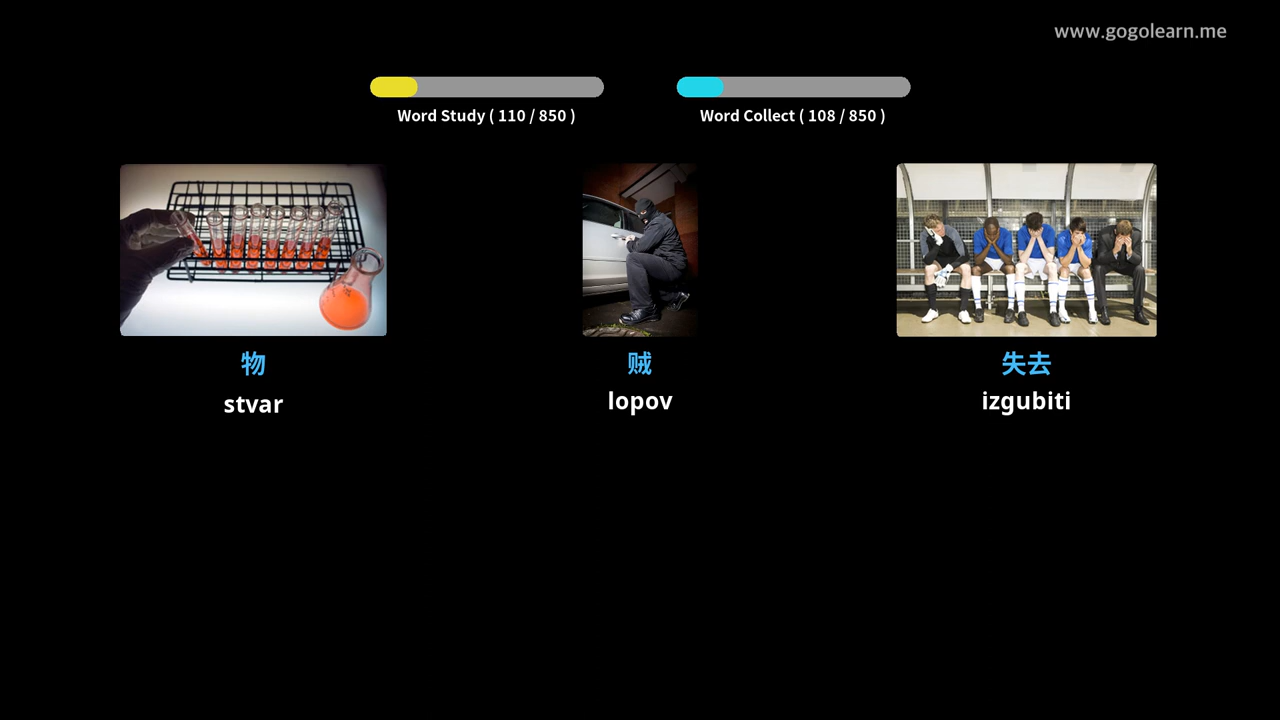 www.gogolearn.me
Word Study ( 110 / 850 )
Word Collect ( 108 / 850 )
物
贼
失去
stvar
lopov
izgubiti